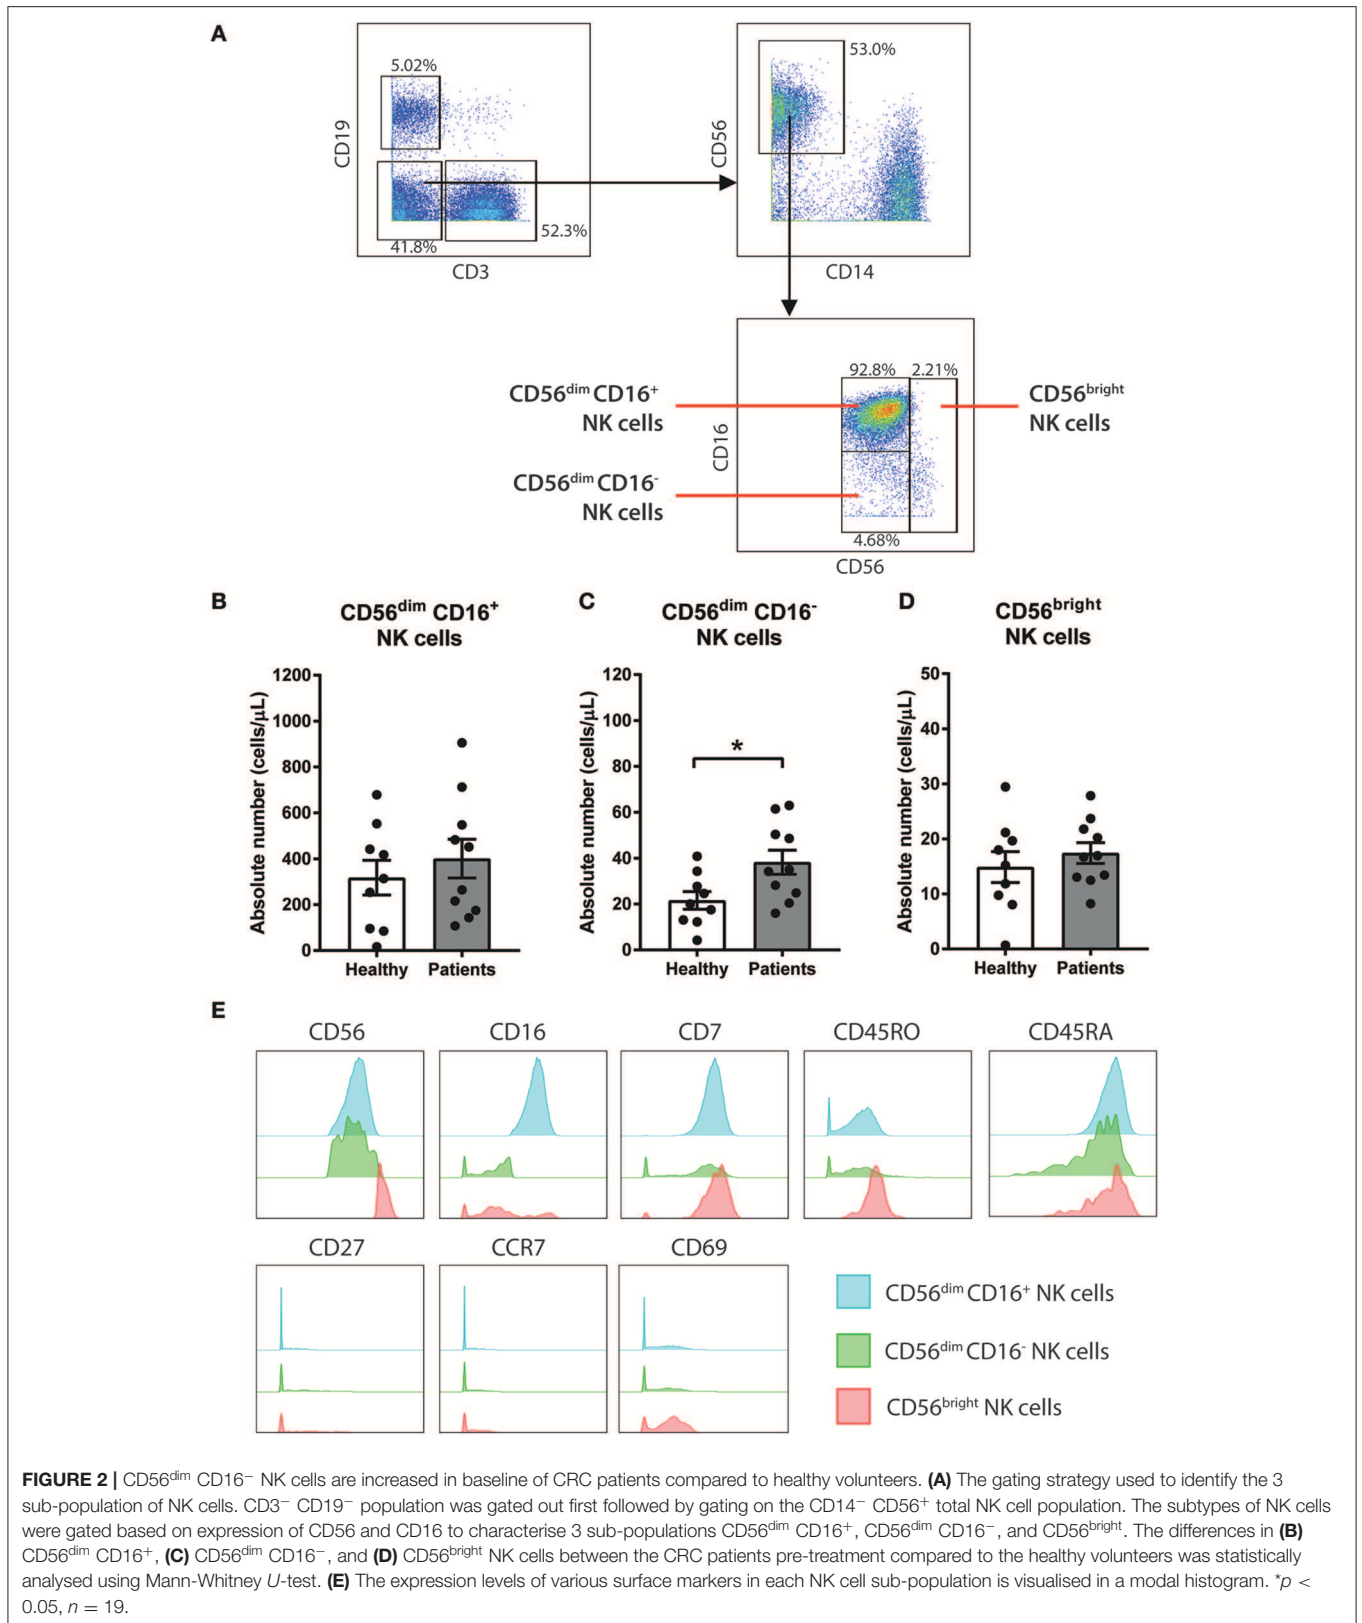 A
5.02%
CD19
41.8%
52.3%
CD3
53.0%
CD56
CD14
92.8%
2.21%
CD56dim CD16+
NK cells
CD56bright
NK cells
CD16
CD56dim CD16-
NK cells
4.68%
CD56
B
CD56dim CD16+
NK cells
Absolute number (cells/μL)
1200
1000
800
600
400
200
0
Healthy
Patients
C
CD56dim CD16-
NK cells
Absolute number (cells/μL)
120
100
80
60
40
20
0
*
Healthy
Patients
D
CD56bright
NK cells
Absolute number (cells/μL)
50
40
30
20
10
0
Healthy
Patients
E
CD56
CD16
CD7
CD45RO
CD45RA
CD27
CCR7
CD69
CD56dim CD16+ NK cells
CD56dim CD16- NK cells
CD56bright NK cells
FIGURE 2 | CD56dim CD16− NK cells are increased in baseline of CRC patients compared to healthy volunteers. (A) The gating strategy used to identify the 3
sub-population of NK cells. CD3− CD19− population was gated out first followed by gating on the CD14− CD56+ total NK cell population. The subtypes of NK cells
were gated based on expression of CD56 and CD16 to characterise 3 sub-populations CD56dim CD16+, CD56dim CD16−, and CD56bright. The differences in (B)
CD56dim CD16+, (C) CD56dim CD16−, and (D) CD56bright NK cells between the CRC patients pre-treatment compared to the healthy volunteers was statistically
analysed using Mann-Whitney U-test. (E) The expression levels of various surface markers in each NK cell sub-population is visualised in a modal histogram. *p <
0.05, n = 19.